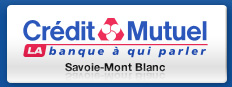 Crédit Mutuel
LA banque à qui parler
Savoie-Mont Blanc